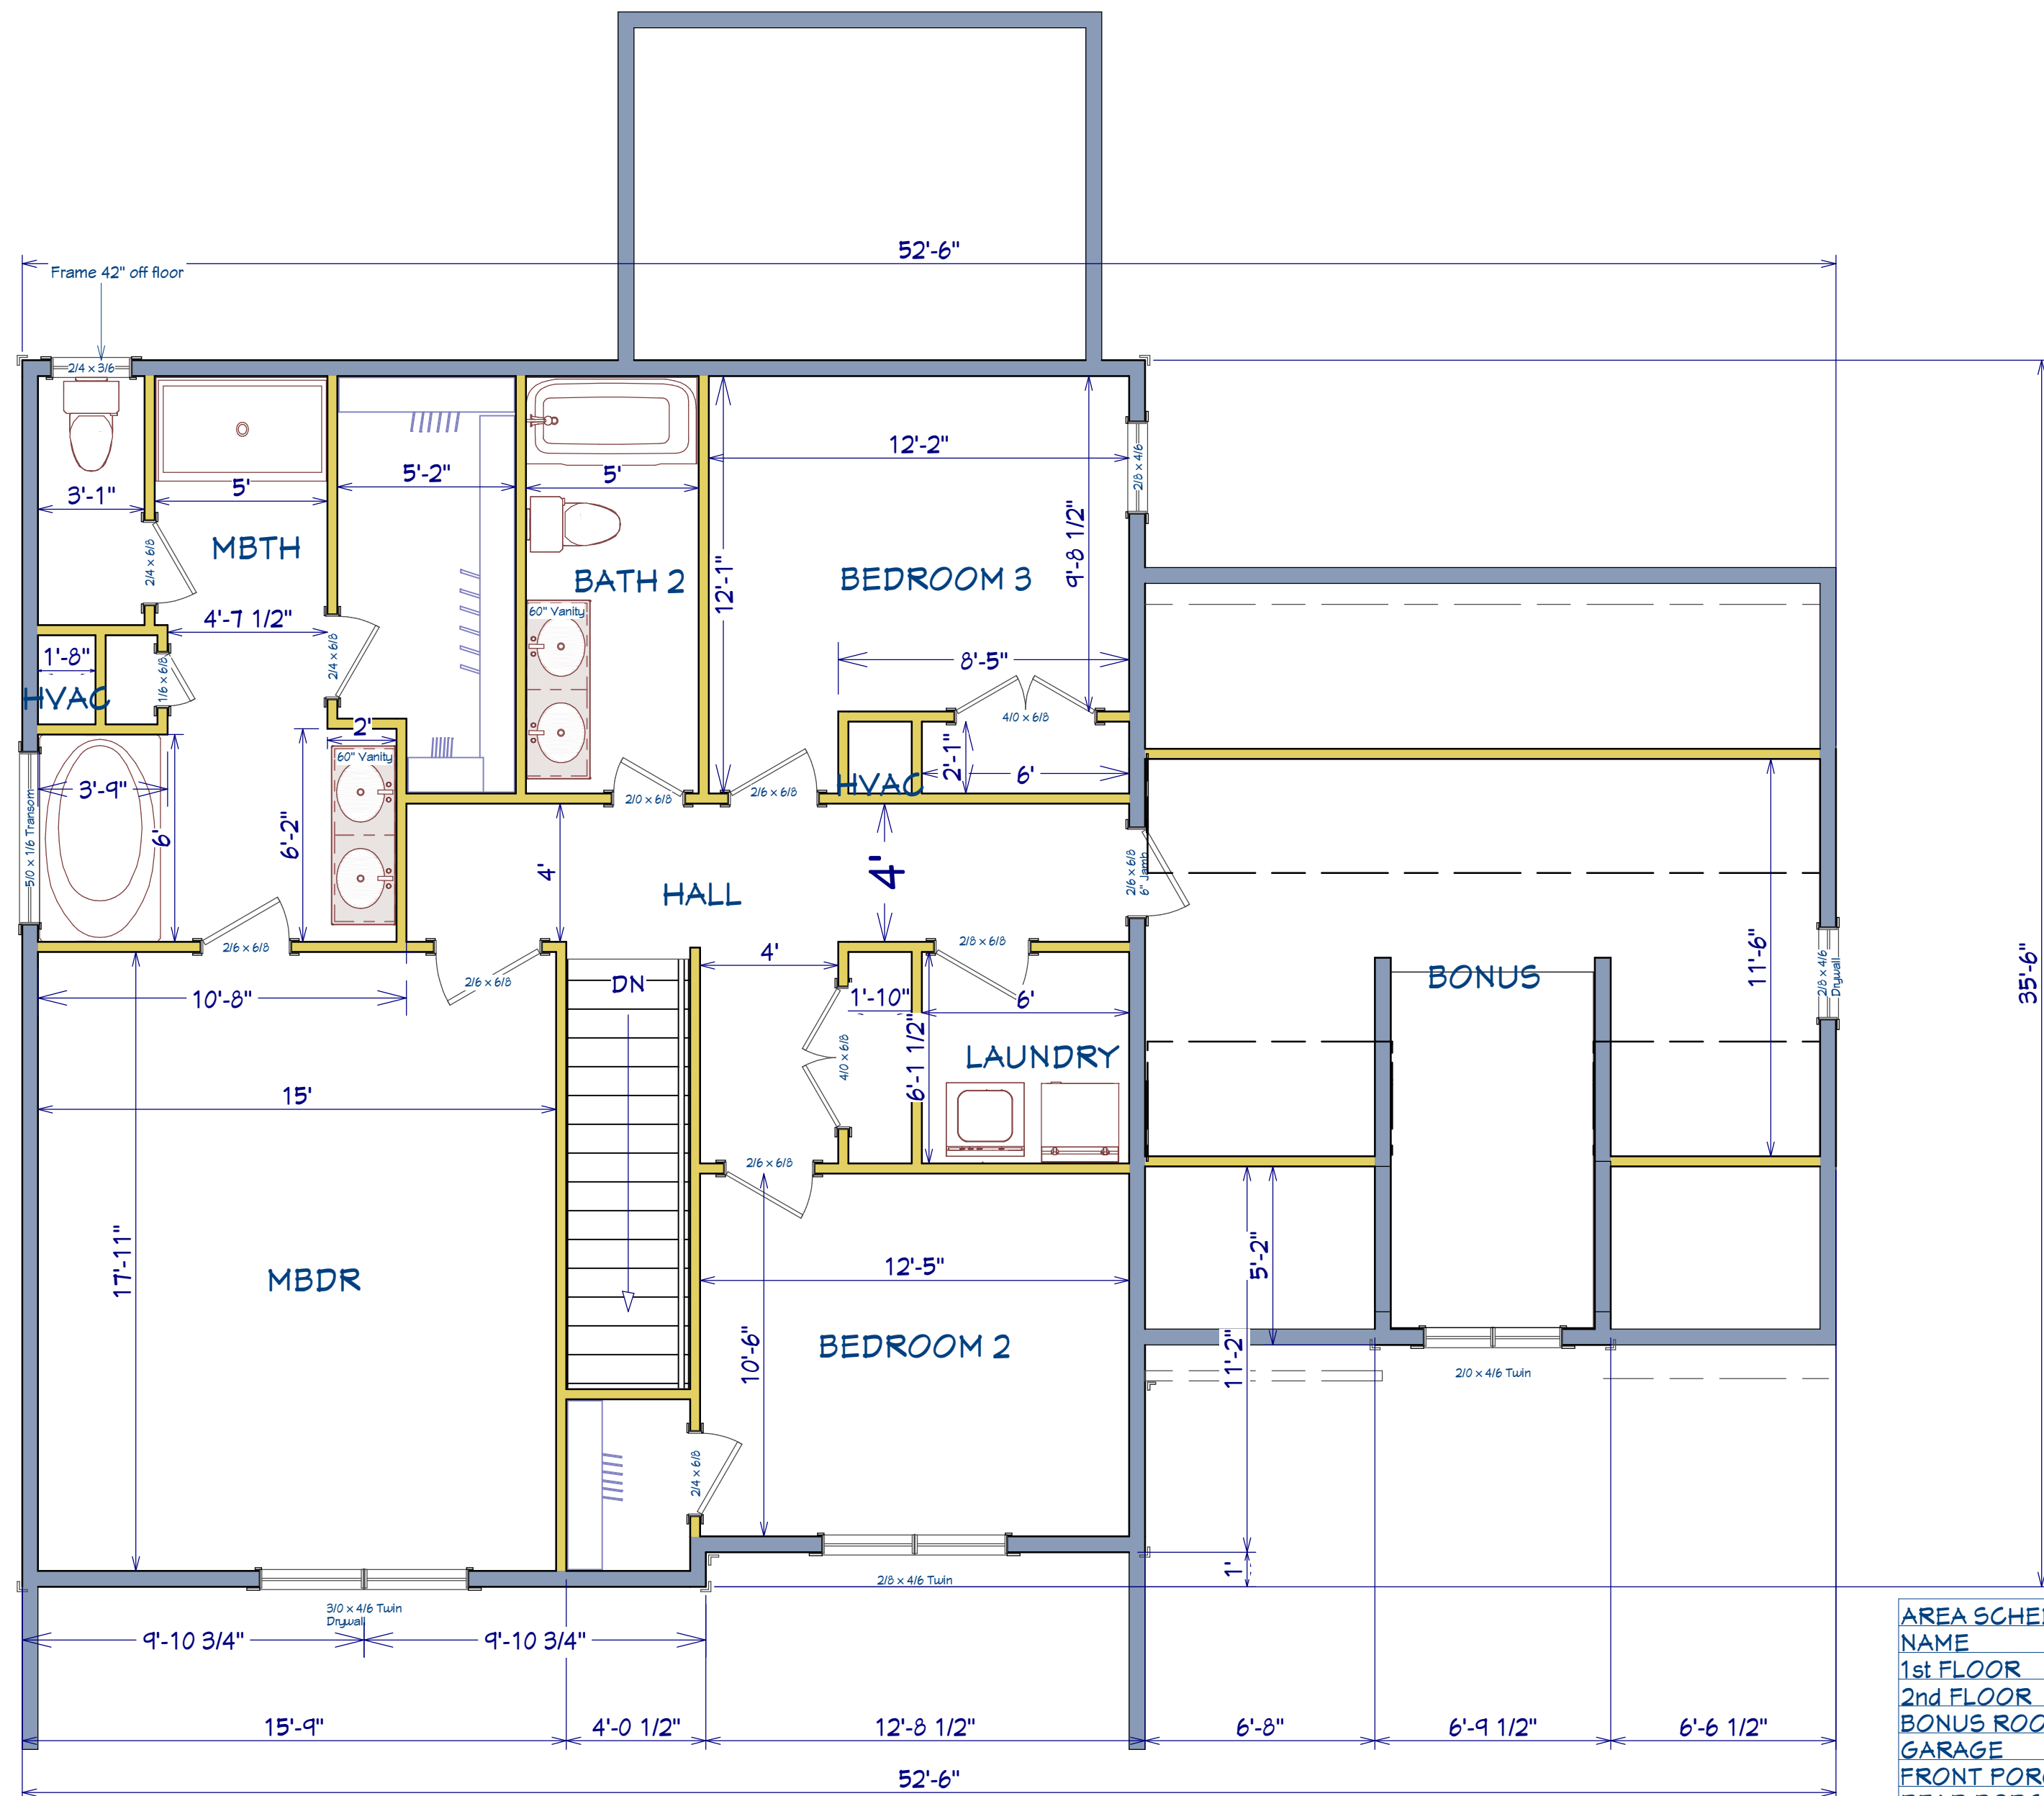 52'-6"
Frame 42" off floor
2/4 x 3/6
12'-2"
2/8 x 4/6
5'-2"
5'
5'
3'-1"
9'-8 1/2"
MBTH
2/4 x 6/8
BATH 2
12'-1"
BEDROOM 3
60" Vanity
4'-7 1/2"
2/4 x 6/8
1'-8"
8'-5"
1/6 x 6/8
HVAC
4/0 x 6/8
2'
60" Vanity
2'-1"
6'
HVAC
3'-9"
2/0 x 6/8
2/6 x 6/8
5/0 x 1/6 Transom
6'
6'-2"
4'
4'
2/6 x 6/8
6" Jamb
HALL
2/6 x 6/8
2/8 x 6/8
4'
11'-6"
35'-6"
2/6 x 6/8
DN
BONUS
2/8 x 4/6
Drywall
10'-8"
1'-10"
6'
4/0 x 6/8
6'-1 1/2"
LAUNDRY
15'
2/6 x 6/8
17'-11"
5'-2"
MBDR
12'-5"
10'-6"
BEDROOM 2
11'-2"
2/0 x 4/6 Twin
2/4 x 6/8
1'
2/8 x 4/6 Twin
3/0 x 4/6 Twin
Drywall
9'-10 3/4"
9'-10 3/4"
15'-9"
4'-0 1/2"
12'-8 1/2"
6'-8"
6'-9 1/2"
6'-6 1/2"
52'-6"
AREA SCHE
NAME
1st FLOOR
2nd FLOOR
BONUS ROO
GARAGE
FRONT POR